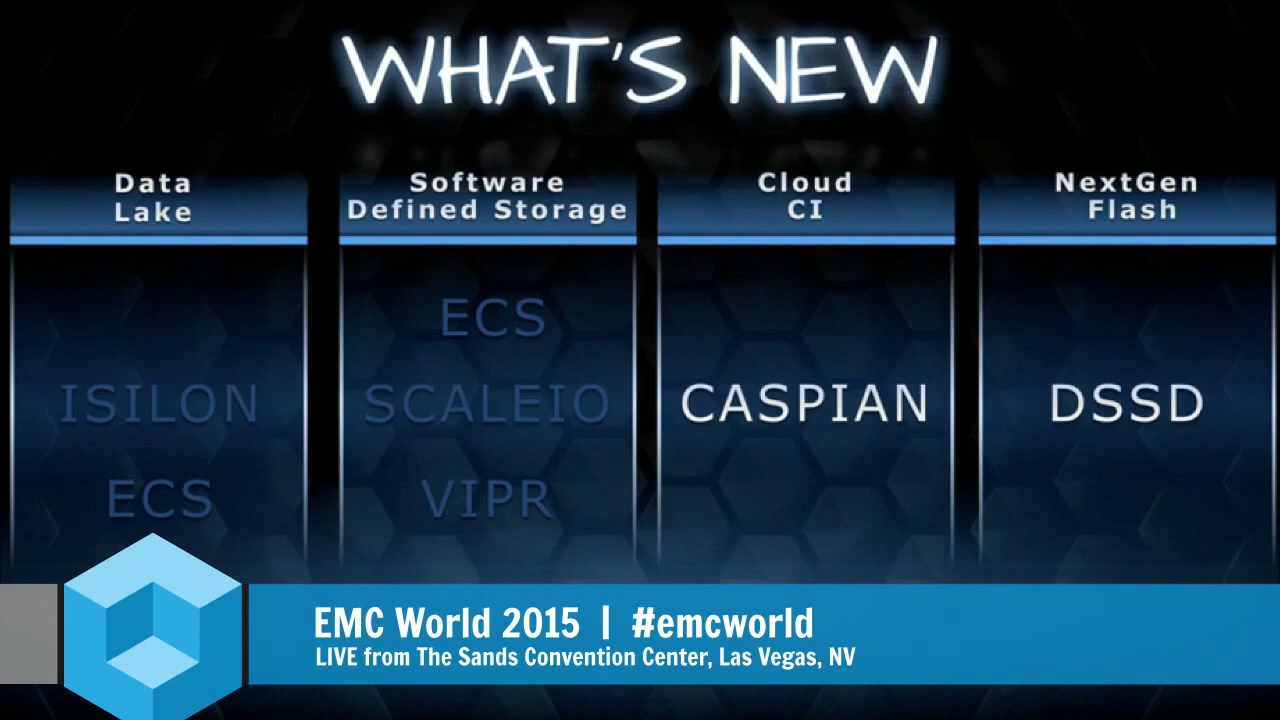 WHAT'S NEW
Data
Lake
Software
Defined Storage
Cloud
CI
NextGen
Flash
ISILON
ECS
ECS
SCALEIO
VIPR
CASPIAN
DSSD
EMC World 2015 | #emcworld
LIVE from The Sands Convention Center, Las Vegas, NV